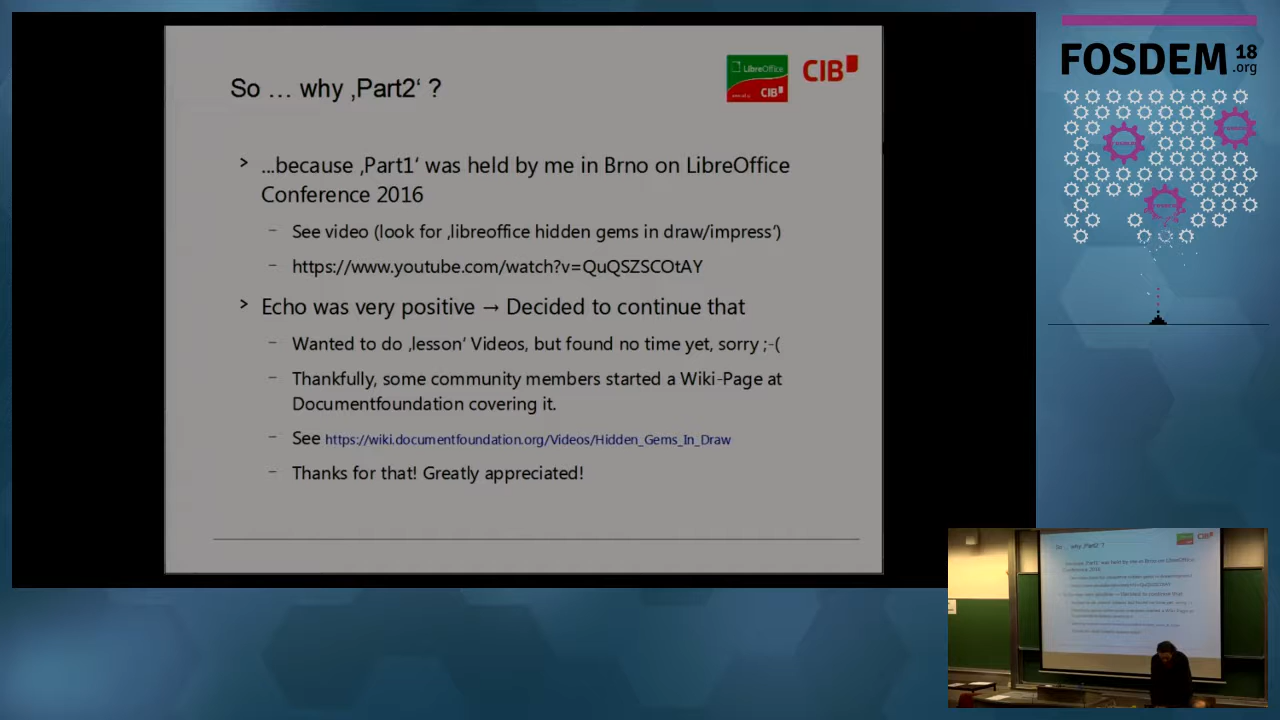 So … why ‚Part2‘ ?
LibreOffice
CIB
CIB
> ...because ‚Part1‘ was held by me in Brno on LibreOffice
Conference 2016
– See video (look for ‚libreoffice hidden gems in draw/impress‘)
– https://www.youtube.com/watch?v=QuQSZSCOtAY
> Echo was very positive → Decided to continue that
– Wanted to do ‚lesson‘ Videos, but found no time yet, sorry ;-(
– Thankfully, some community members started a Wiki-Page at
Documentfoundation covering it.
– See https://wiki.documentfoundation.org/Videos/Hidden_Gems_In_Draw
– Thanks for that! Greatly appreciated!
FOSDEM 18
.org
So ... why ‚Part2‘ ?
CIB